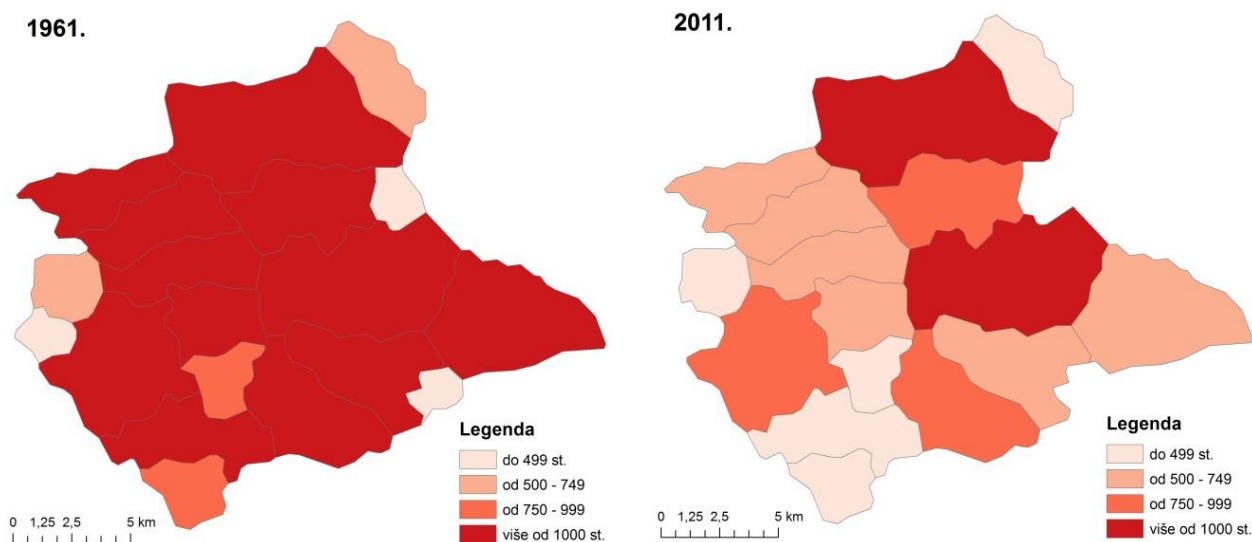 1961.
Legenda
do 499 st.
od 500 - 749
od 750 - 999
više od 1000 st.
0 1,25 2,5 5 km
2011.
Legenda
do 499 st.
od 500 - 749
od 750 - 999
više od 1000 st.
0 1,25 2,5 5 km